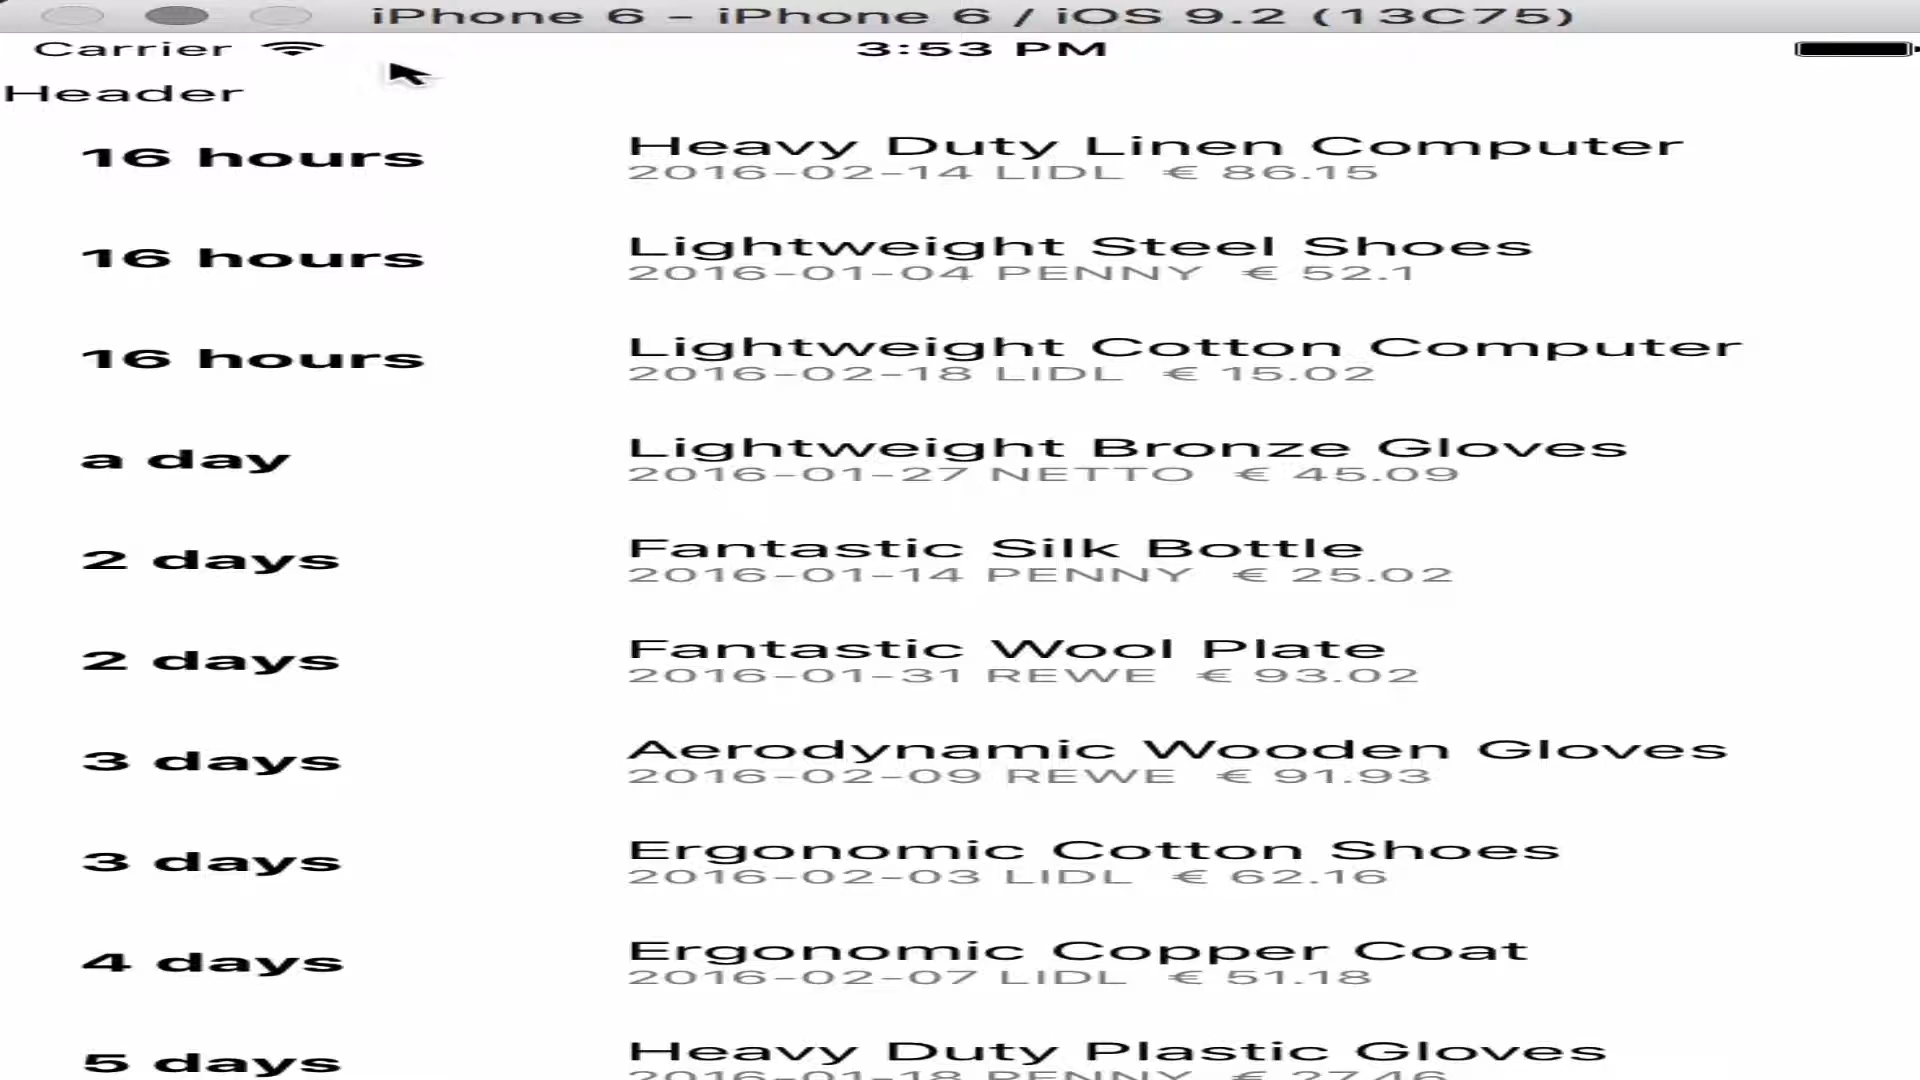 iPhone 6 – iPhone 6 / iOS 9.2 (13C75)
Carrier 3:53 PM
Header
16 hours Heavy Duty Linen Computer
2016-02-14 LIDL € 86.15
16 hours Lightweight Steel Shoes
2016-01-04 PENNY € 52.1
16 hours Lightweight Cotton Computer
2016-02-18 LIDL € 15.02
a day Lightweight Bronze Gloves
2016-01-27 NETTO € 45.09
2 days Fantastic Silk Bottle
2016-01-14 PENNY € 25.02
2 days Fantastic Wool Plate
2016-01-31 REWE € 93.02
3 days Aerodynamic Wooden Gloves
2016-02-09 REWE € 91.93
3 days Ergonomic Cotton Shoes
2016-02-03 LIDL € 62.16
4 days Ergonomic Copper Coat
2016-02-07 LIDL € 51.18
5 days Heavy Duty Plastic Gloves
2016-01-18 PENNY € 27.46